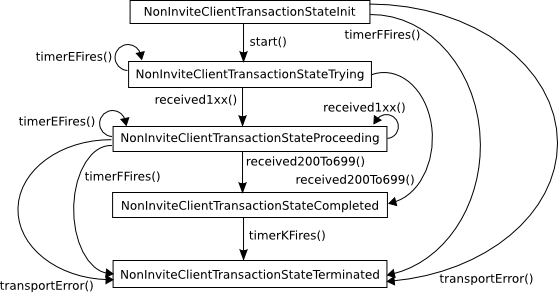 NonInviteClientTransactionStateInit
start()
timerFFires()
timerEFires()
NonInviteClientTransactionStateTrying
received1xx()
received1xx()
timerEFires()
NonInviteClientTransactionStateProceeding
received200To699()
timerFFires()
received200To699()
NonInviteClientTransactionStateCompleted
timerKFires()
NonInviteClientTransactionStateTerminated
transportError()
transportError()